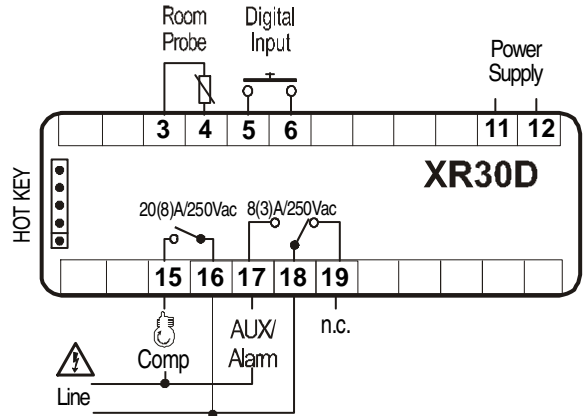 Room
Probe
Digital
Input
Power
Supply
3 4 5 6 11 12
XR30D
HOT KEY
20(8)A/250Vac 8(3)A/250Vac
15 16 17 18 19
Comp
AUX/
Alarm
n.c.
Line